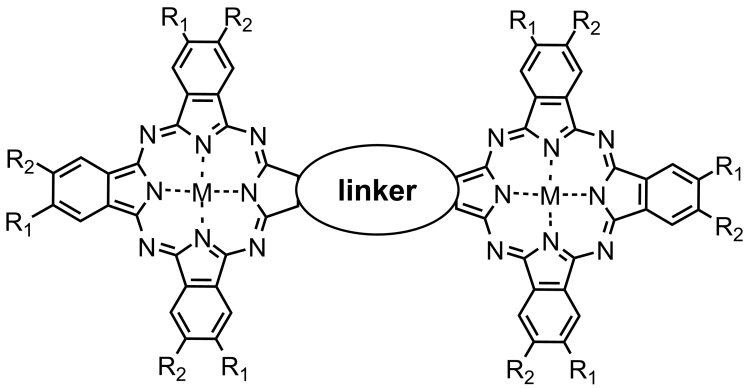 R1 R2 R1 R2
N N N N
N N
R2 R1
N M N linker N M N
R1 R2
N N
N N N N
R2 R1 R2 R1